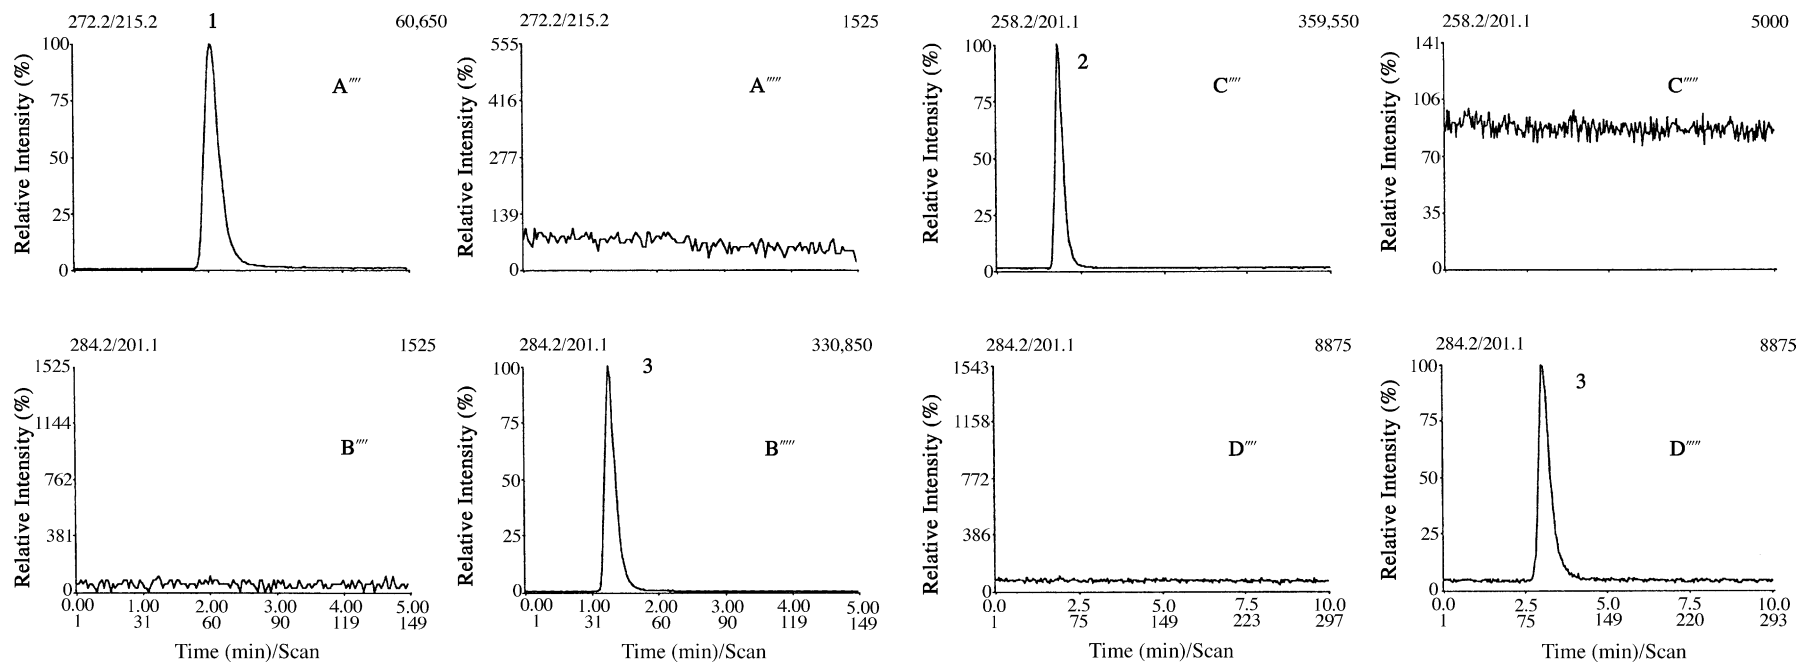 272.2/215.2 1 60,650
Relative Intensity (%)
100
75
50
25
0
A′′′′
272.2/215.2 1525
Relative Intensity (%)
555
416
277
139
0
A′′′′′
258.2/201.1 359,550
Relative Intensity (%)
100
75
50
25
0
2
C′′′′
258.2/201.1 5000
Relative Intensity (%)
141
106
70
35
0
C′′′′′
284.2/201.1 1525
Relative Intensity (%)
1525
1144
762
381
0
B′′′′
0.00 1.00 2.00 3.00 4.00 5.00
1 31 60 90 119 149
Time (min)/Scan
284.2/201.1 330,850
Relative Intensity (%)
100
75
50
25
0
3
B′′′′′
0.00 1.00 2.00 3.00 4.00 5.00
1 31 60 90 119 149
Time (min)/Scan
284.2/201.1 8875
Relative Intensity (%)
1543
1158
772
386
0
D′′′′
0.0 2.5 5.0 7.5 10.0
1 75 149 223 297
Time (min)/Scan
284.2/201.1 8875
Relative Intensity (%)
100
75
50
25
0
3
D′′′′′
0.0 2.5 5.0 7.5 10.0
1 75 149 220 293
Time (min)/Scan